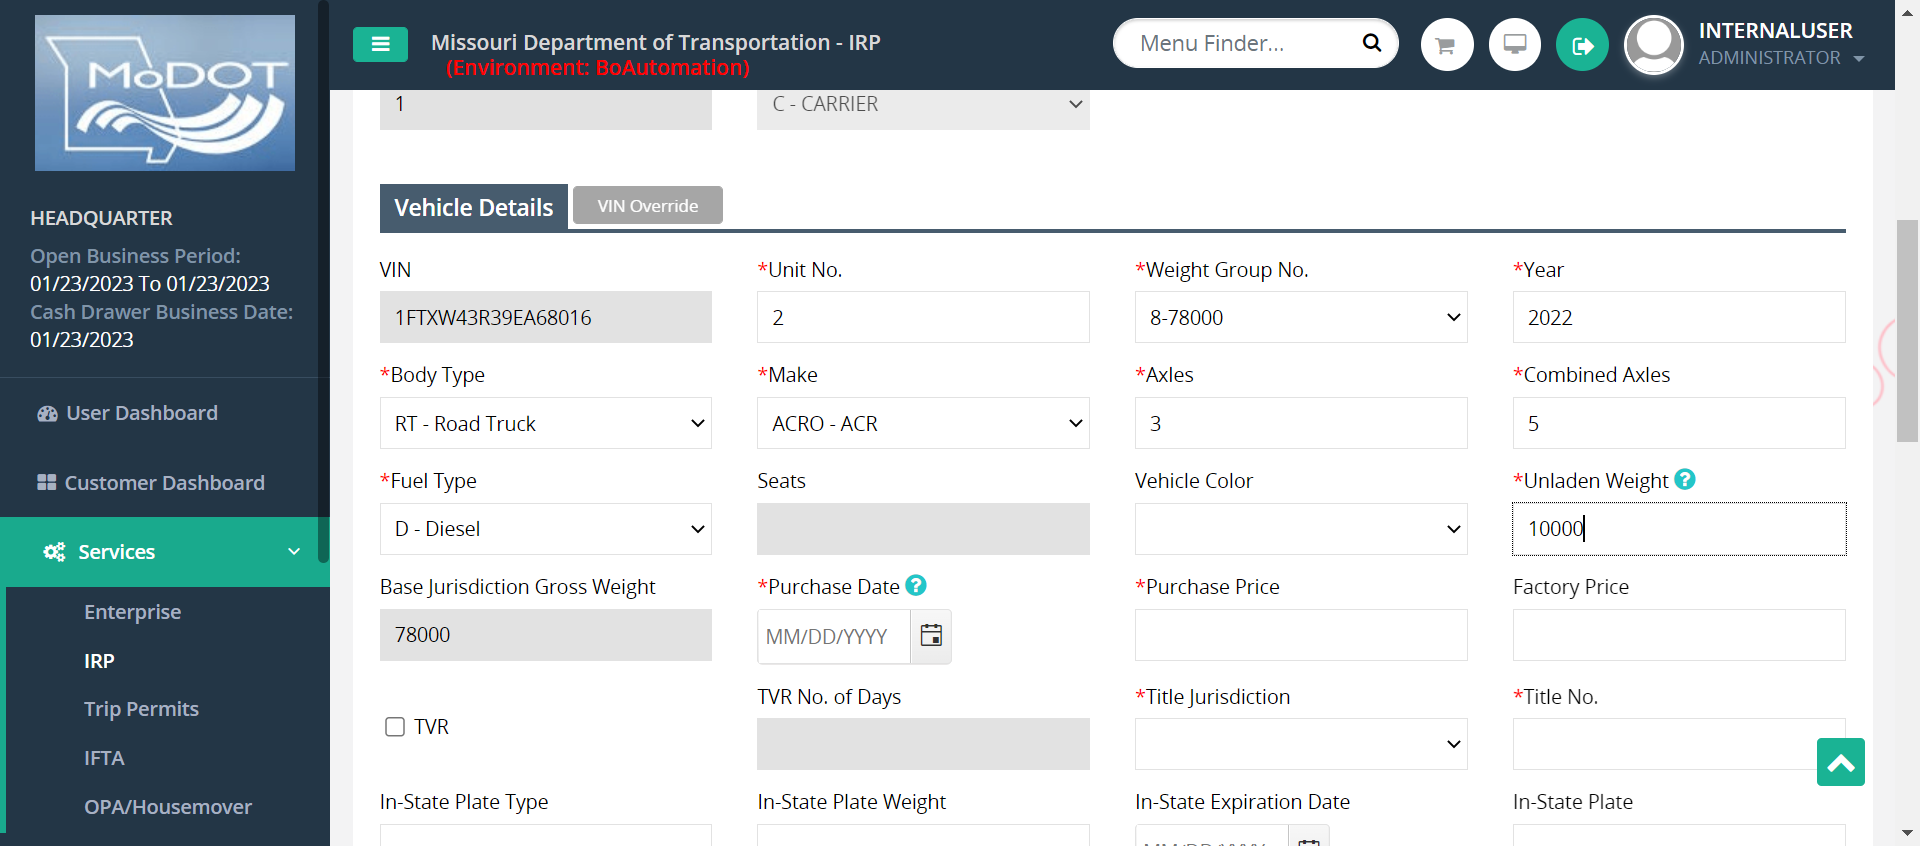 MoDOT
Missouri Department of Transportation - IRP
(Environment: BoAutomation)
Menu Finder...
INTERNALUSER
ADMINISTRATOR
HEADQUARTER
Open Business Period:
01/23/2023 To 01/23/2023
Cash Drawer Business Date:
01/23/2023
User Dashboard
Customer Dashboard
Services
Enterprise
IRP
Trip Permits
IFTA
OPA/Housemover
1
C - CARRIER
Vehicle Details
VIN Override
VIN
*Unit No.
*Weight Group No.
*Year
1FTXW43R39EA68016
2
8-78000
2022
*Body Type
*Make
*Axles
*Combined Axles
RT - Road Truck
ACRO - ACR
3
5
*Fuel Type
Seats
Vehicle Color
*Unladen Weight ?
D - Diesel
10000
Base Jurisdiction Gross Weight
*Purchase Date ?
*Purchase Price
Factory Price
78000
MM/DD/YYYY
TVR
TVR No. of Days
*Title Jurisdiction
*Title No.
In-State Plate Type
In-State Plate Weight
In-State Expiration Date
In-State Plate
MM/DD/YYYY